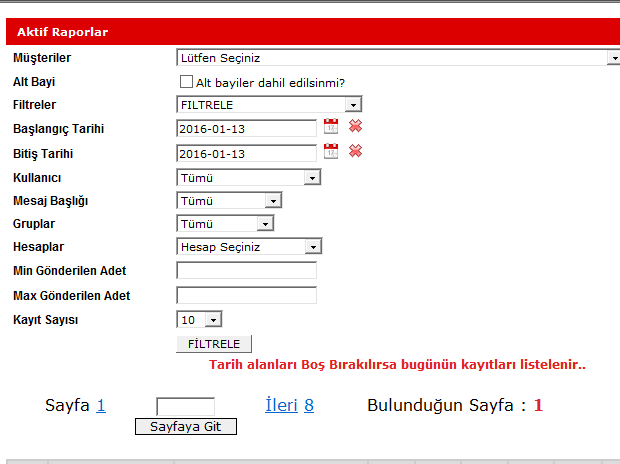 Aktif Raporlar
Müşteriler Lütfen Seçiniz
Alt Bayi Alt bayiler dahil edilsinmi?
Filtreler FILTRELE
Başlangıç Tarihi 2016-01-13
Bitiş Tarihi 2016-01-13
Kullanıcı Tümü
Mesaj Başlığı Tümü
Gruplar Tümü
Hesaplar Hesap Seçiniz
Min Gönderilen Adet
Max Gönderilen Adet
Kayıt Sayısı 10
FİLTRELE
Tarih alanları Boş Bırakılırsa bugünün kayıtları listelenir..
Sayfa 1 İleri 8 Bulunduğun Sayfa : 1
Sayfaya Git